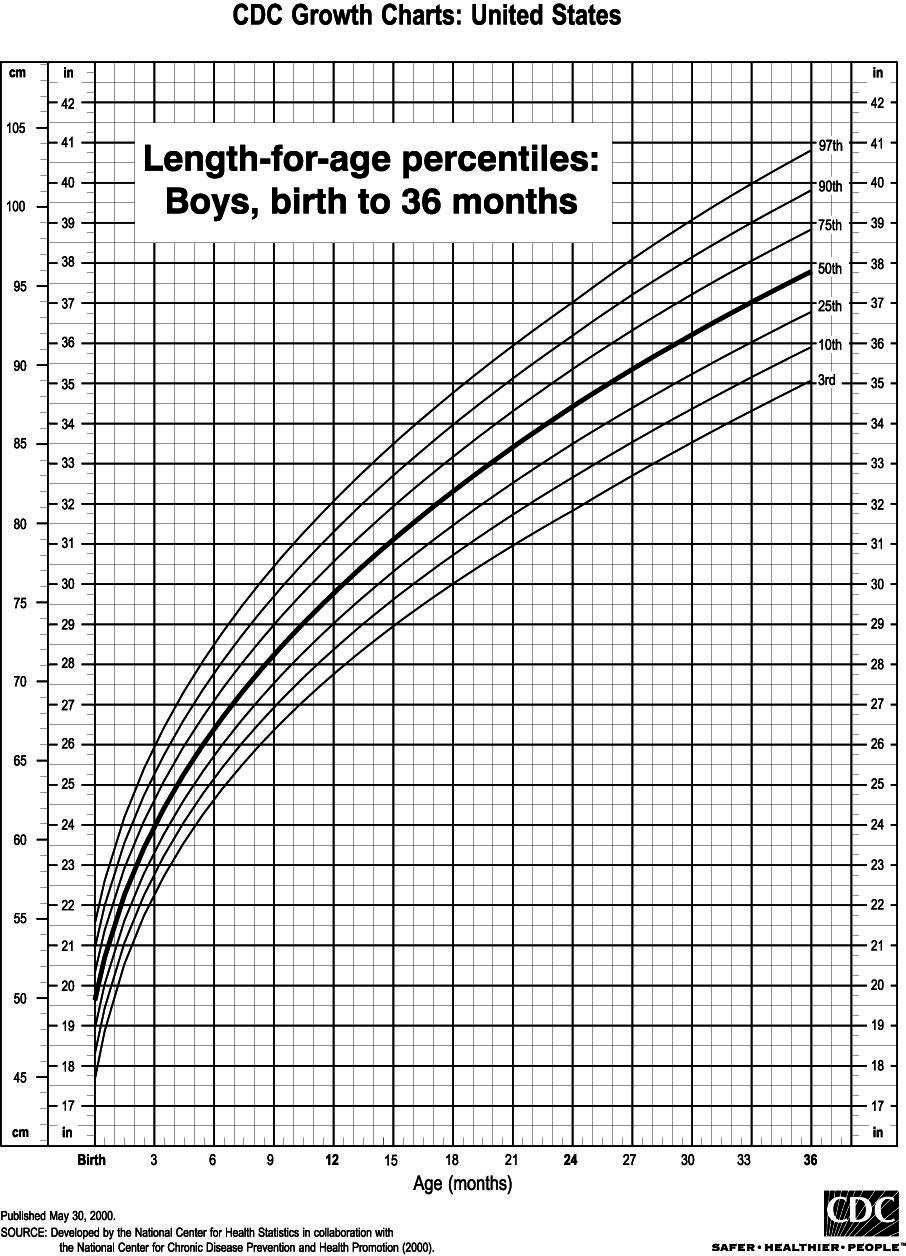 CDC Growth Charts: United States
cm in in
42 42
105
41 97th 41
Length-for-age percentiles:
40 90th 40
Boys, birth to 36 months
100
39 75th 39
38 50th 38
95
37 25th 37
36 10th 36
90
35 3rd 35
34 34
85
33 33
32 32
80
31 31
30 30
75
29 29
28 28
70
27 27
26 26
65
25 25
24 24
60
23 23
22 22
55
21 21
20 20
50
19 19
18 18
45
17 17
cm in in
Birth 3 6 9 12 15 18 21 24 27 30 33 36
Age (months)
Published May 30, 2000.
SOURCE: Developed by the National Center for Health Statistics in collaboration with
the National Center for Chronic Disease Prevention and Health Promotion (2000).
CDC
SAFER • HEALTHIER • PEOPLE™